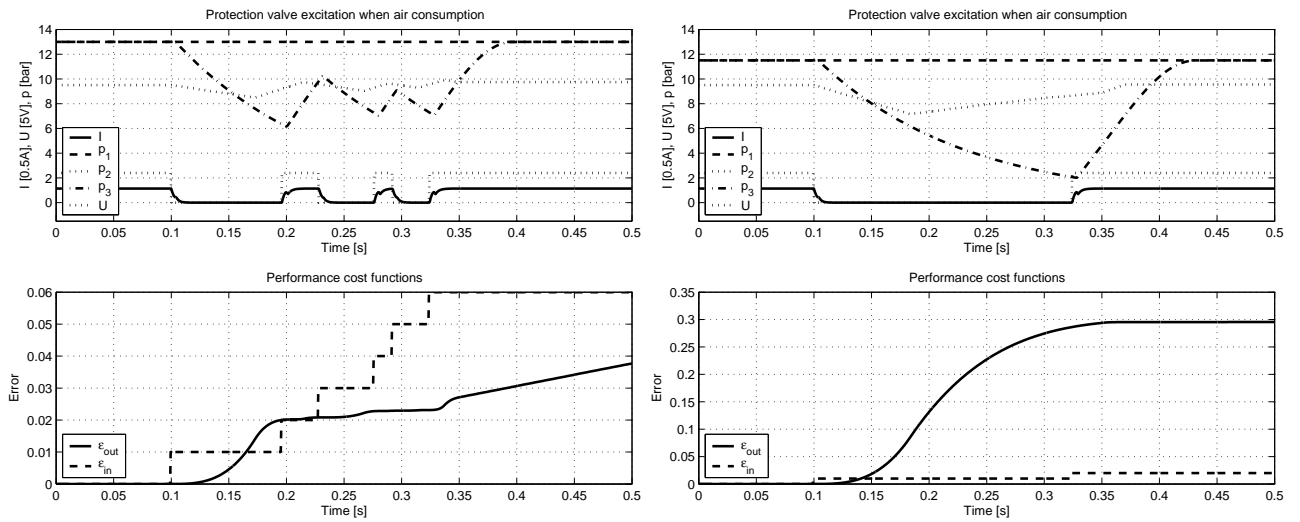 Protection valve excitation when air consumption
I [0.5A], U [5V], p [bar]
14
12
10
8
6
4
2
0
I
p1
p2
p3
U
0 0.05 0.1 0.15 0.2 0.25 0.3 0.35 0.4 0.45 0.5
Time [s]
Protection valve excitation when air consumption
I [0.5A], U [5V], p [bar]
14
12
10
8
6
4
2
0
I
p1
p2
p3
U
0 0.05 0.1 0.15 0.2 0.25 0.3 0.35 0.4 0.45 0.5
Time [s]
Performance cost functions
Error
0.06
0.05
0.04
0.03
0.02
0.01
0
εout
εin
0 0.05 0.1 0.15 0.2 0.25 0.3 0.35 0.4 0.45 0.5
Time [s]
Performance cost functions
Error
0.35
0.3
0.25
0.2
0.15
0.1
0.05
0
εout
εin
0 0.05 0.1 0.15 0.2 0.25 0.3 0.35 0.4 0.45 0.5
Time [s]